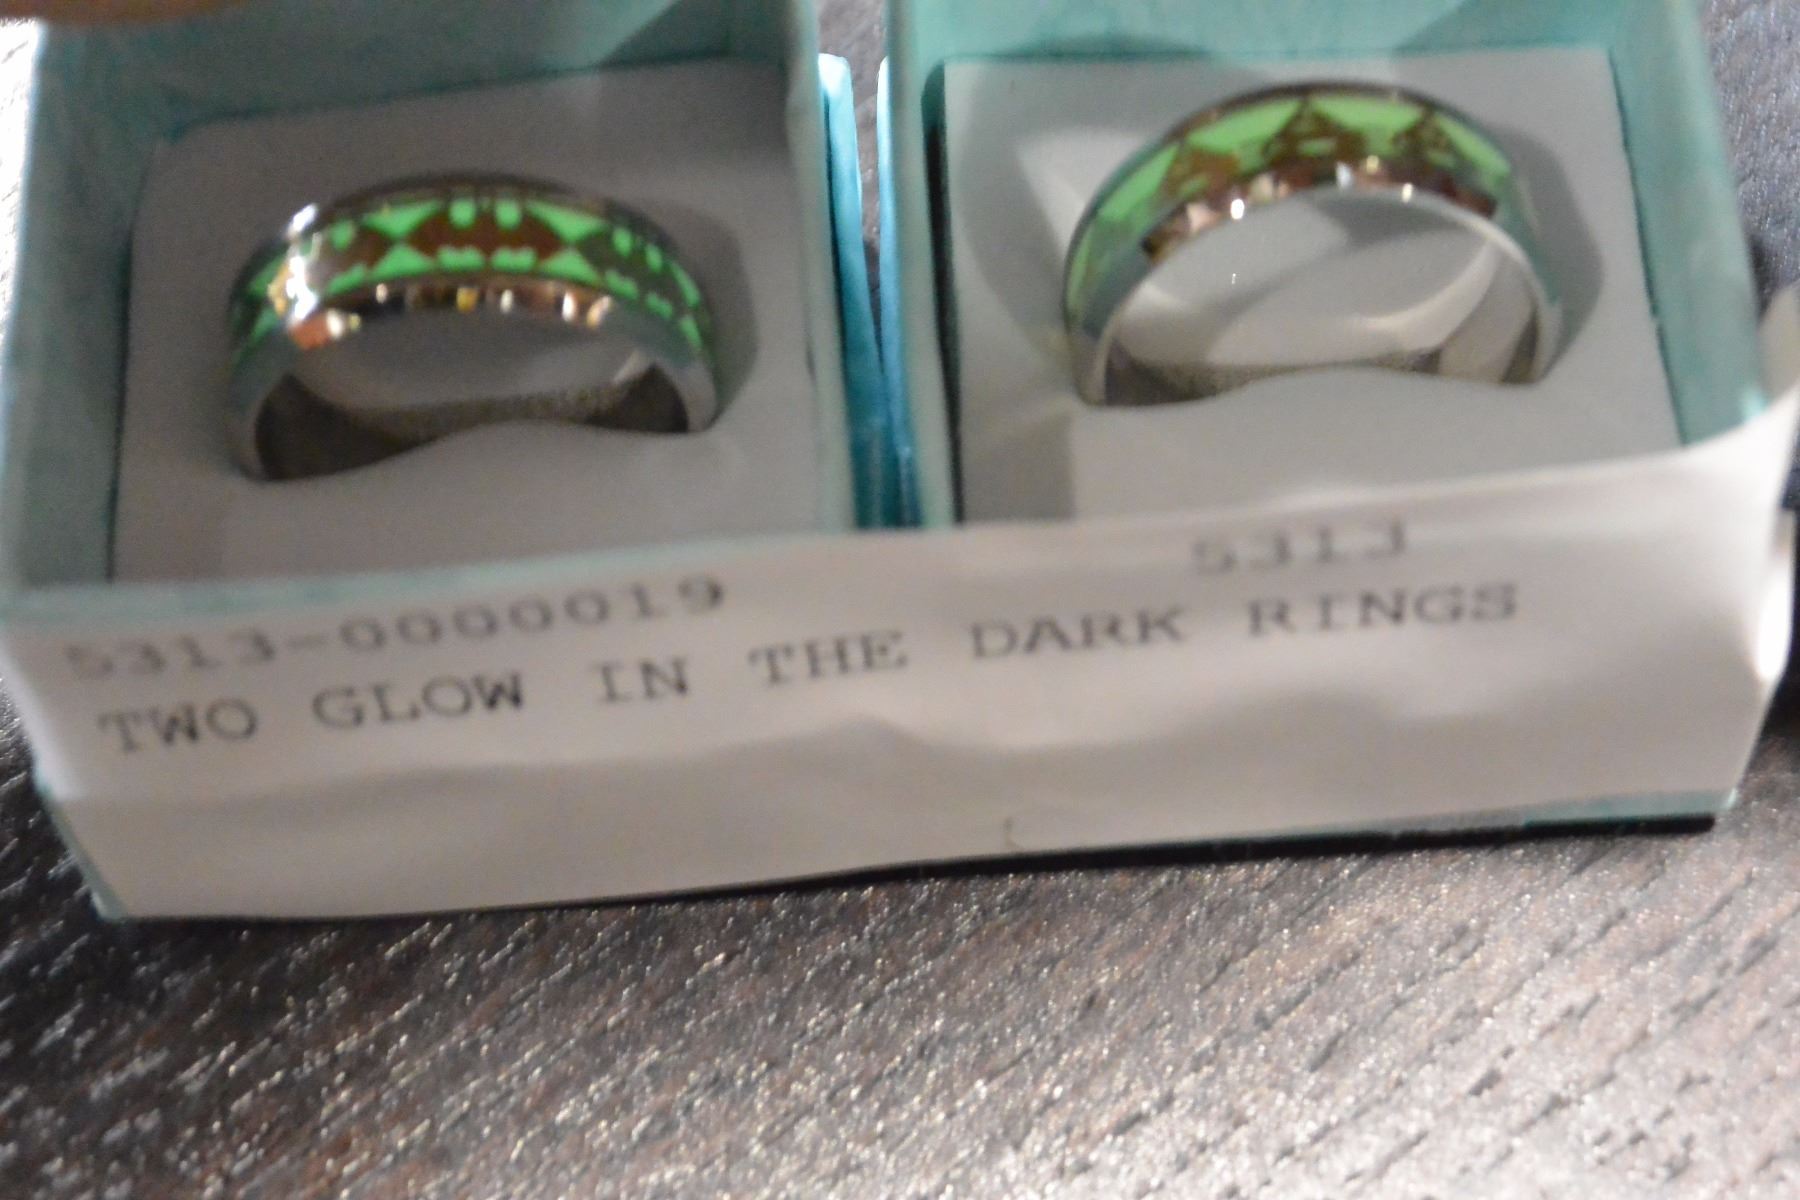 5313-0000019 5313
TWO GLOW IN THE DARK RINGS